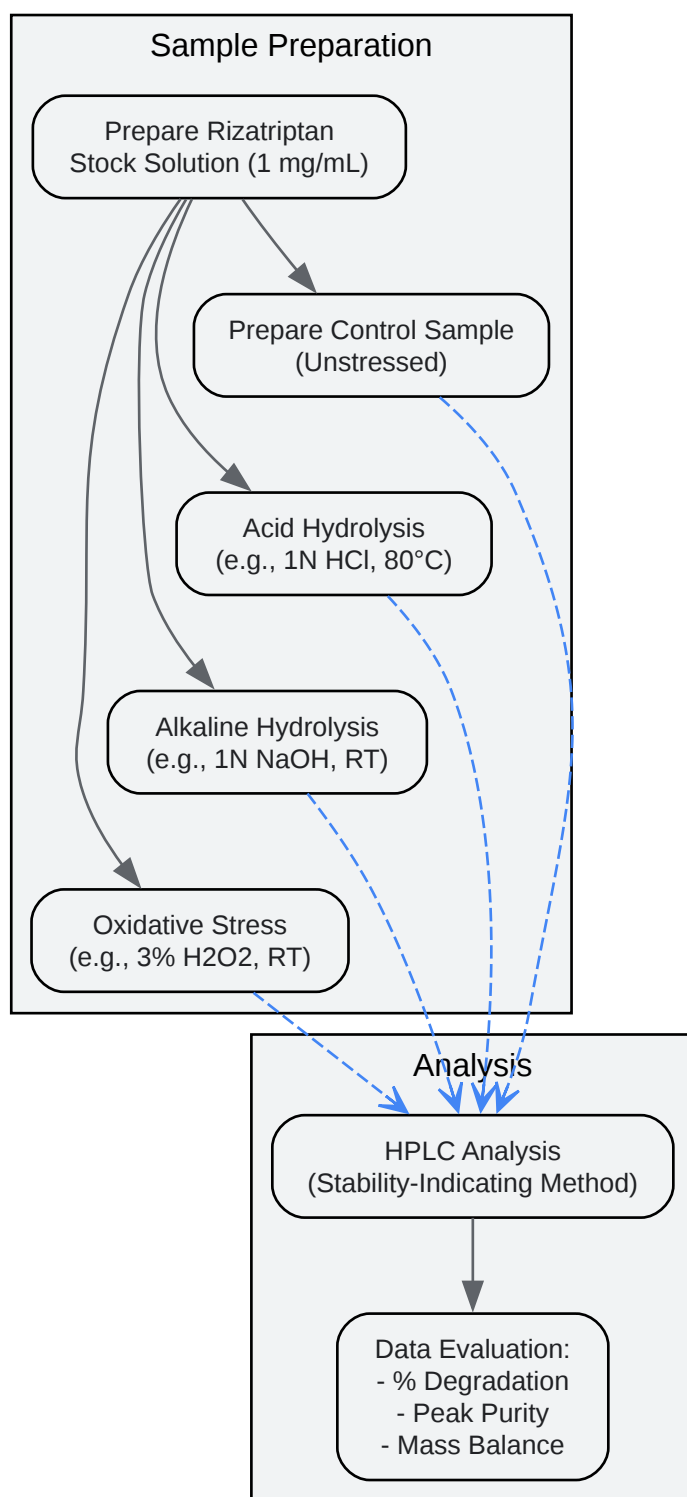 Sample Preparation
Prepare Rizatriptan
Stock Solution (1 mg/mL)
Prepare Control Sample
(Unstressed)
Acid Hydrolysis
(e.g., 1N HCl, 80°C)
Alkaline Hydrolysis
(e.g., 1N NaOH, RT)
Oxidative Stress
(e.g., 3% H2O2, RT)
Analysis
HPLC Analysis
(Stability-Indicating Method)
Data Evaluation:
- % Degradation
- Peak Purity
- Mass Balance